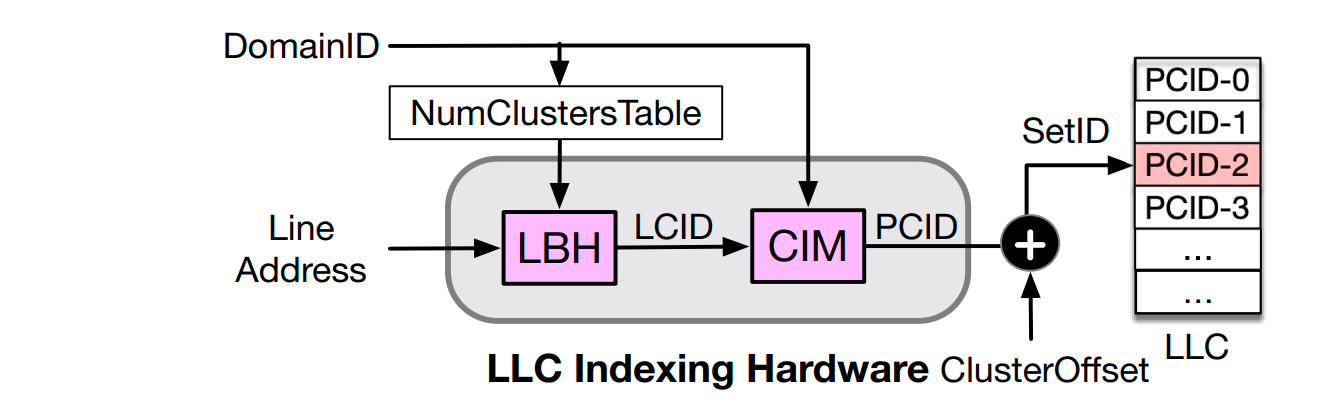 DomainID
NumClustersTable
Line
Address
LBH
LCID
CIM
PCID
+
SetID
PCID-0
PCID-1
PCID-2
PCID-3
...
...
LLC
LLC Indexing Hardware
ClusterOffset